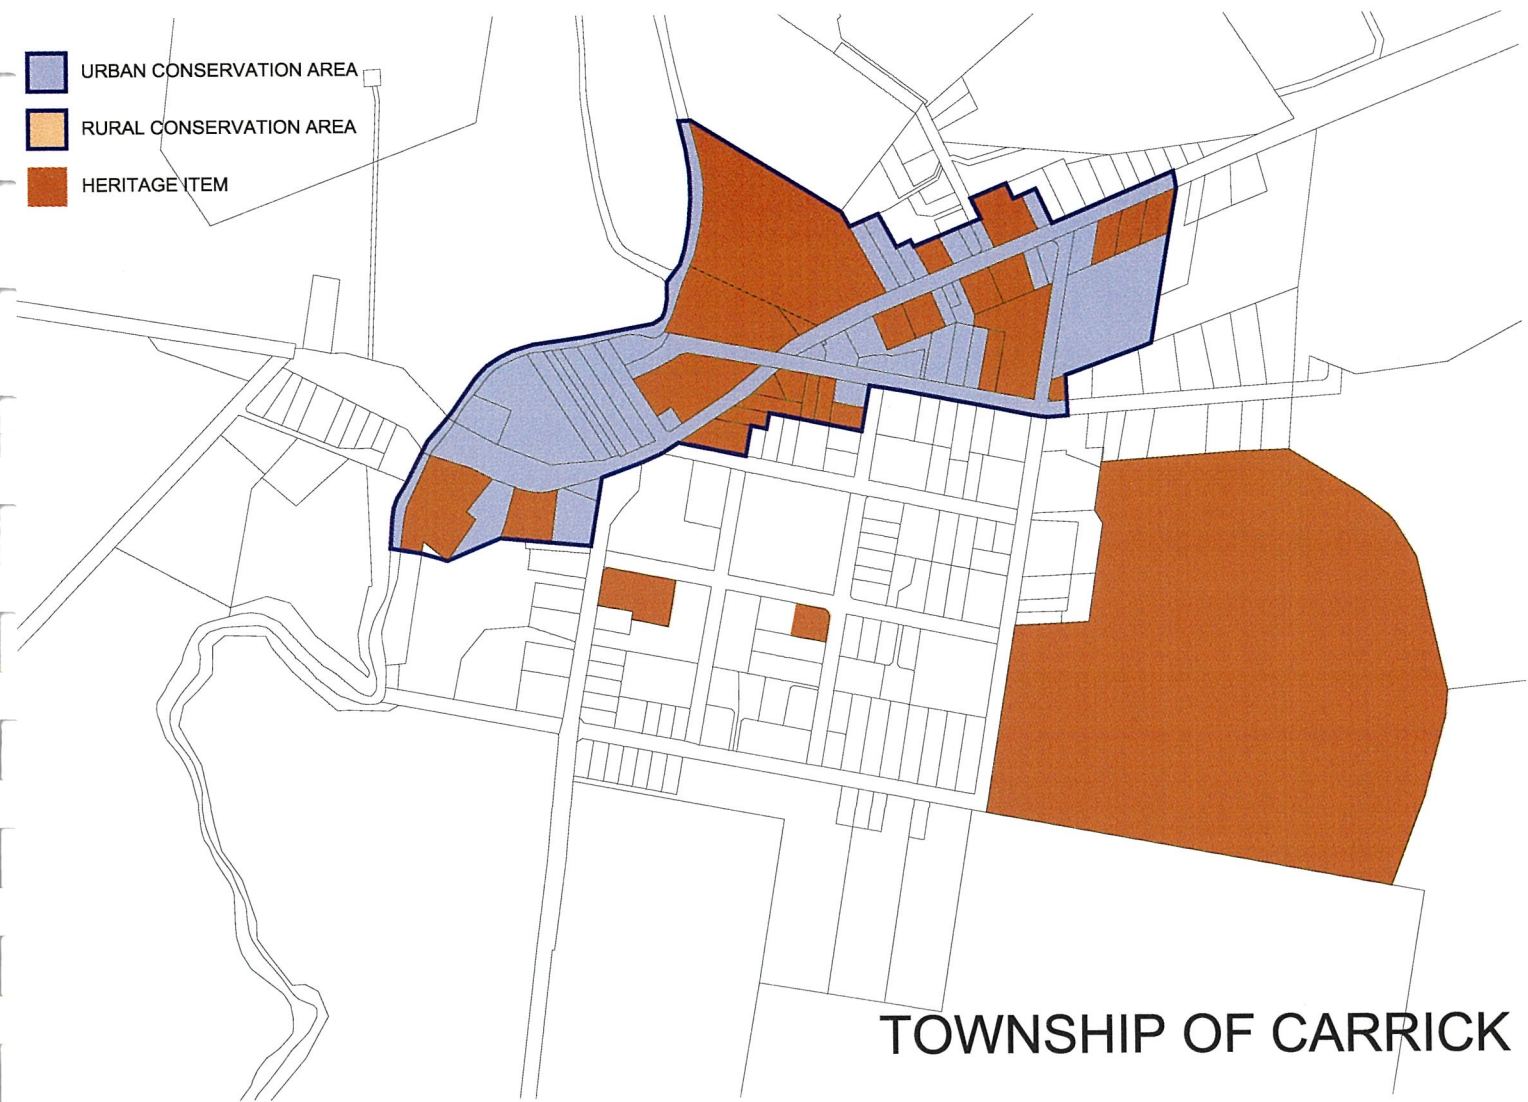 URBAN CONSERVATION AREA
RURAL CONSERVATION AREA
HERITAGE ITEM
TOWNSHIP OF CARRICK